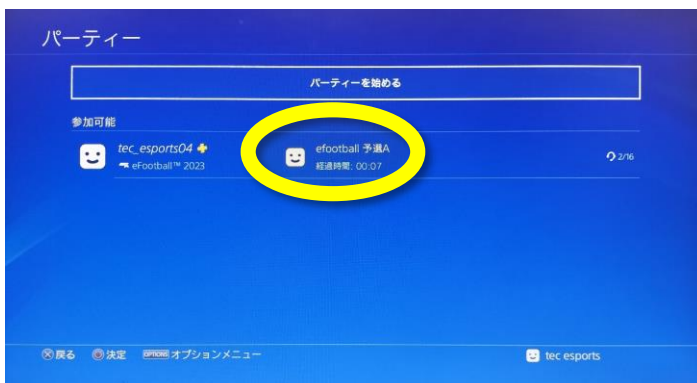 パーティー
パーティーを始める
参加可能
tec_esports04
eFootball™ 2023
efootball 予選A
経過時間: 00:07
2/16
戻る 決定 OPTIONS オプションメニュー
tec esports